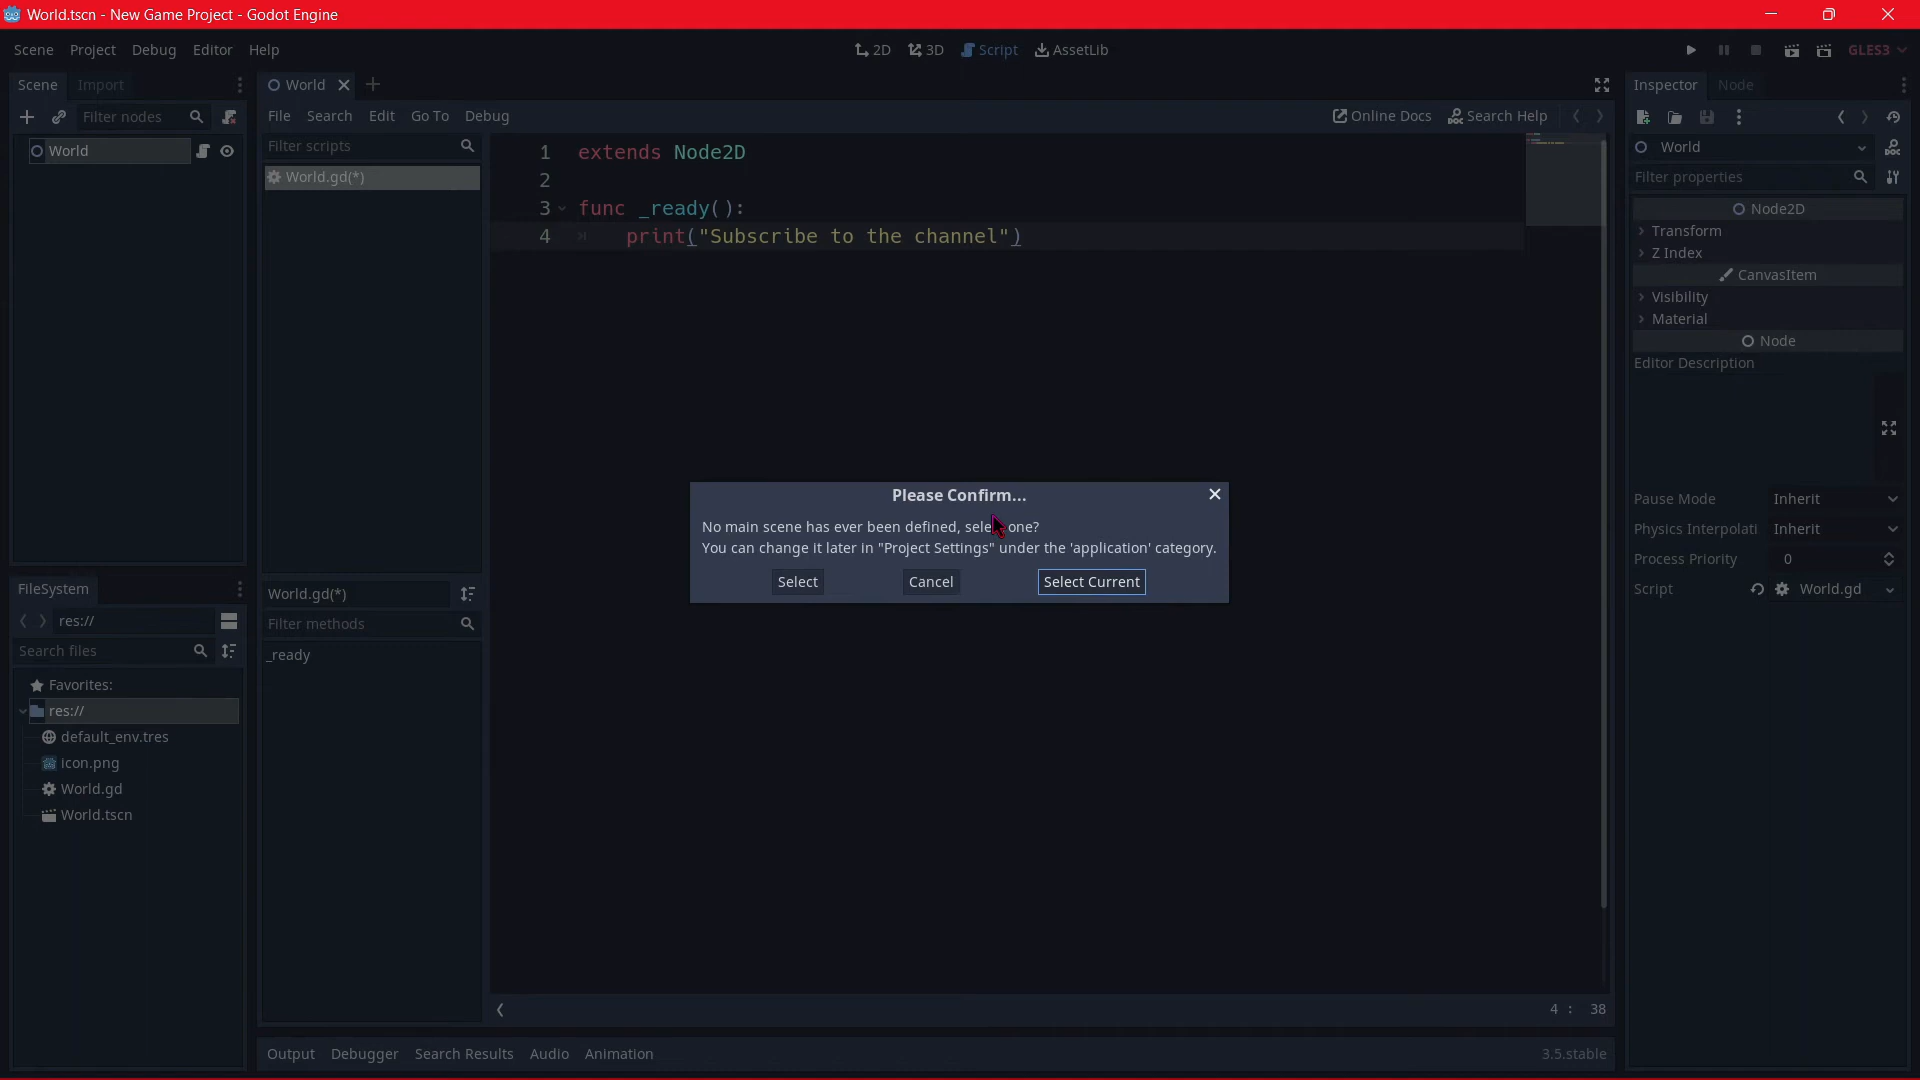 World.tscn - New Game Project - Godot Engine
Scene Project Debug Editor Help
2D 3D Script AssetLib
GLES3
Scene Import
World
Inspector Node
Filter nodes
File Search Edit Go To Debug
Online Docs Search Help
World
Filter scripts
World.gd(*)
1 extends Node2D
2
3 func _ready():
4 print("Subscribe to the channel")
World
Filter properties
Node2D
Transform
Z Index
CanvasItem
Visibility
Material
Node
Editor Description
Pause Mode Inherit
Physics Interpolati Inherit
Process Priority 0
Script World.gd
Please Confirm...
No main scene has ever been defined, sele one?
You can change it later in "Project Settings" under the 'application' category.
Select Cancel Select Current
FileSystem
res://
Search files
Favorites:
res://
default_env.tres
icon.png
World.gd
World.tscn
World.gd(*)
Filter methods
_ready
4 : 38
Output Debugger Search Results Audio Animation
3.5.stable